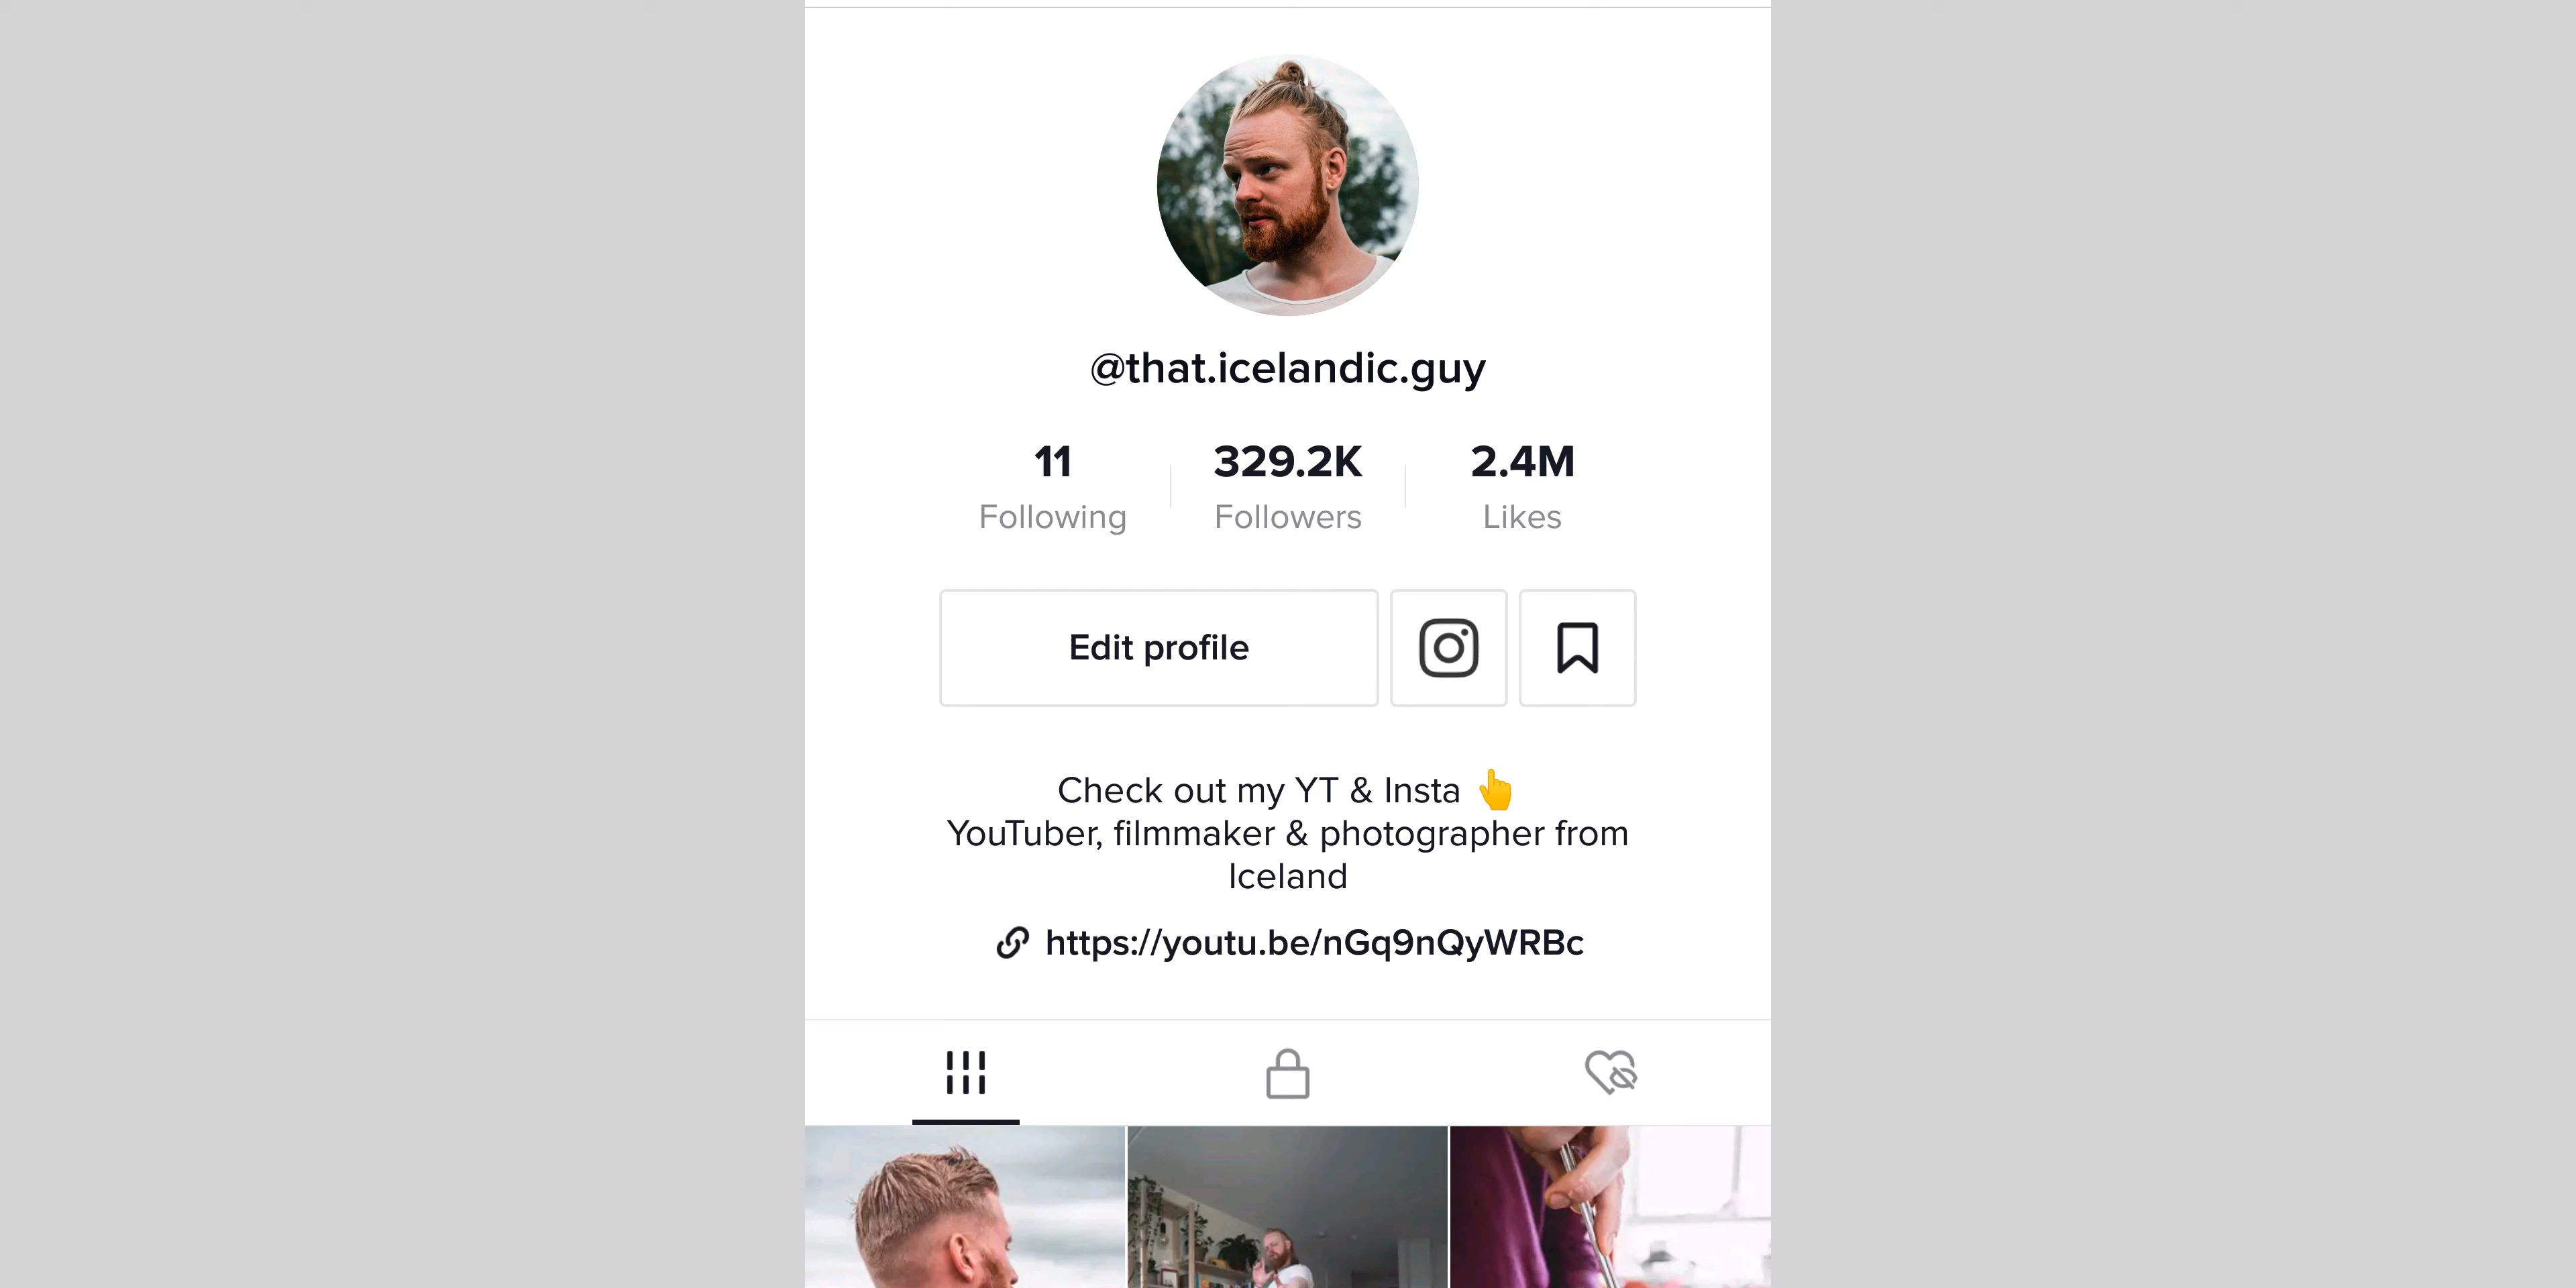 @that.icelandic.guy
11 329.2K 2.4M
Following Followers Likes
Edit profile
Check out my YT & Insta 👆
YouTuber, filmmaker & photographer from
Iceland
https://youtu.be/nGq9nQyWRBc